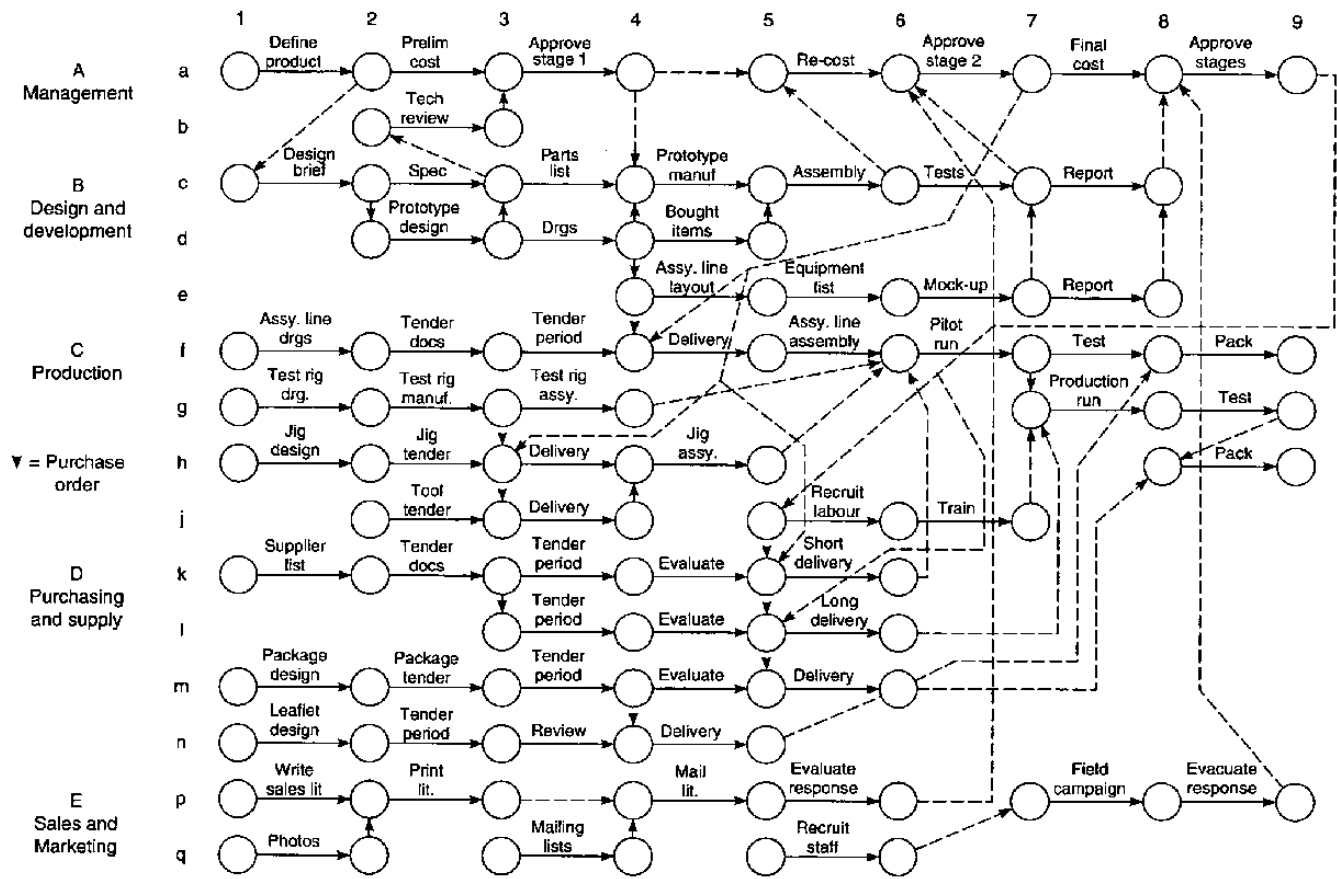 1 2 3 4 5 6 7 8 9
A
Management
a
Define
product
Prelim
cost
Approve
stage 1
Re-cost
Approve
stage 2
Final
cost
Approve
stages
b
Tech
review
B
Design and
development
c
Design
brief
Spec
Parts
list
Prototype
manuf
Assembly
Tests
Report
d
Prototype
design
Drgs
Bought
items
e
Assy. line
layout
Equipment
list
Mock-up
Report
C
Production
f
Assy. line
drgs
Tender
docs
Tender
period
Delivery
Assy. line
assembly
Pilot
run
Test
Pack
g
Test rig
drg.
Test rig
manuf.
Test rig
assy.
Production
run
Test
▼ = Purchase
order
h
Jig
design
Jig
tender
Delivery
Jig
assy.
Pack
j
Tool
tender
Delivery
Recruit
labour
Train
D
Purchasing
and supply
k
Supplier
list
Tender
docs
Tender
period
Evaluate
Short
delivery
l
Tender
period
Evaluate
Long
delivery
m
Package
design
Package
tender
Tender
period
Evaluate
Delivery
n
Leaflet
design
Tender
period
Review
Delivery
E
Sales and
Marketing
p
Write
sales lit
Print
lit.
Mail
lit.
Evaluate
response
Field
campaign
Evacuate
response
q
Photos
Mailing
lists
Recruit
staff